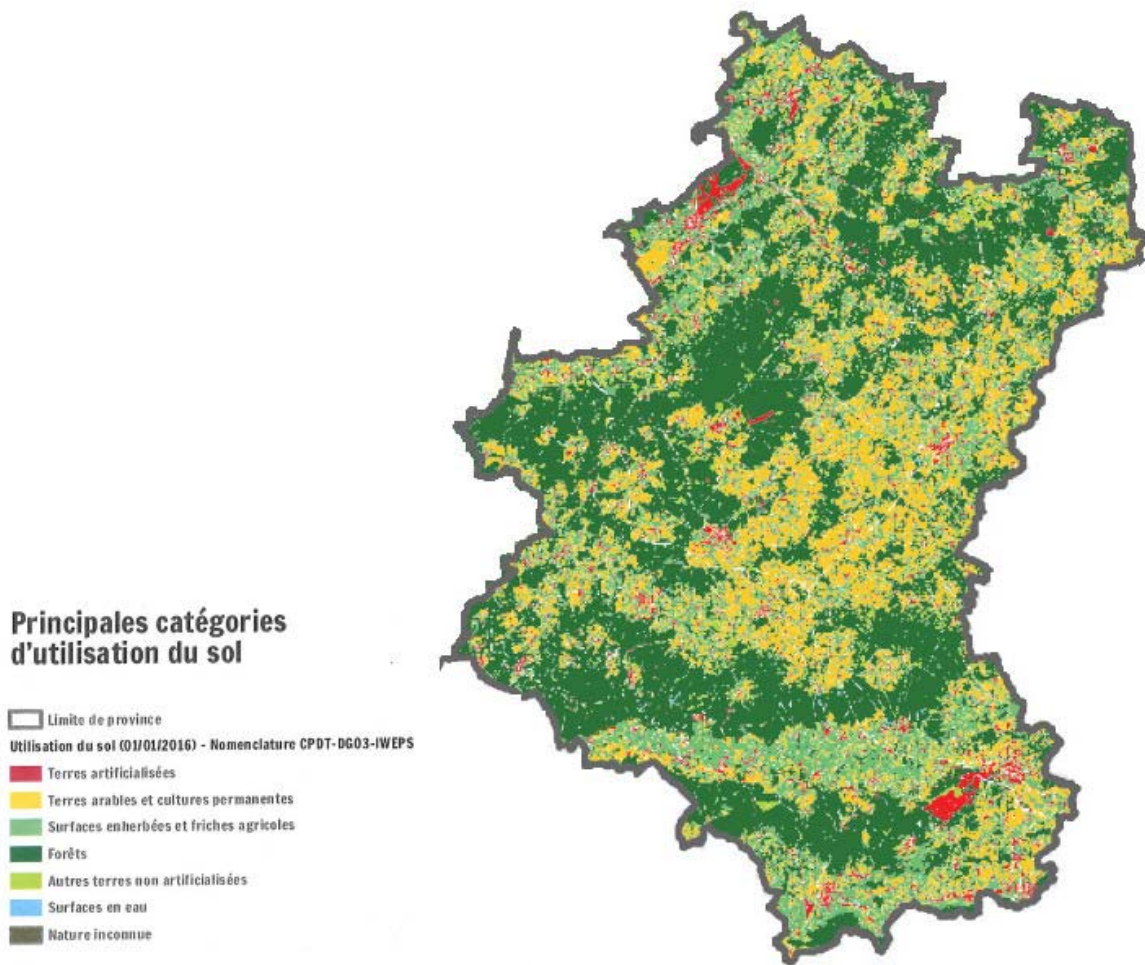 Principales catégories
d'utilisation du sol
Limite de province
Utilisation du sol (01/01/2016) - Nomenclature CPDT-DG03-IWEPS
Terres artificialisées
Terres arables et cultures permanentes
Surfaces enherbées et friches agricoles
Forêts
Autres terres non artificialisées
Surfaces en eau
Nature inconnue